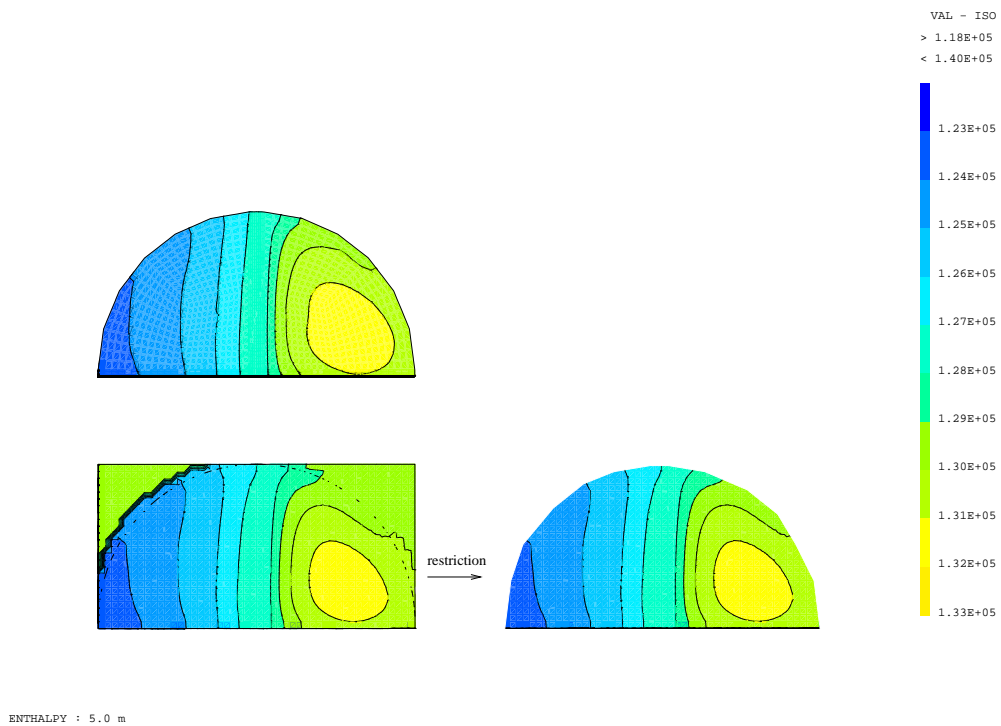 VAL - ISO
> 1.18E+05
< 1.40E+05
1.23E+05
1.24E+05
1.25E+05
1.26E+05
1.27E+05
1.28E+05
1.29E+05
1.30E+05
1.31E+05
1.32E+05
1.33E+05
restriction
ENTHALPY : 5.0 m